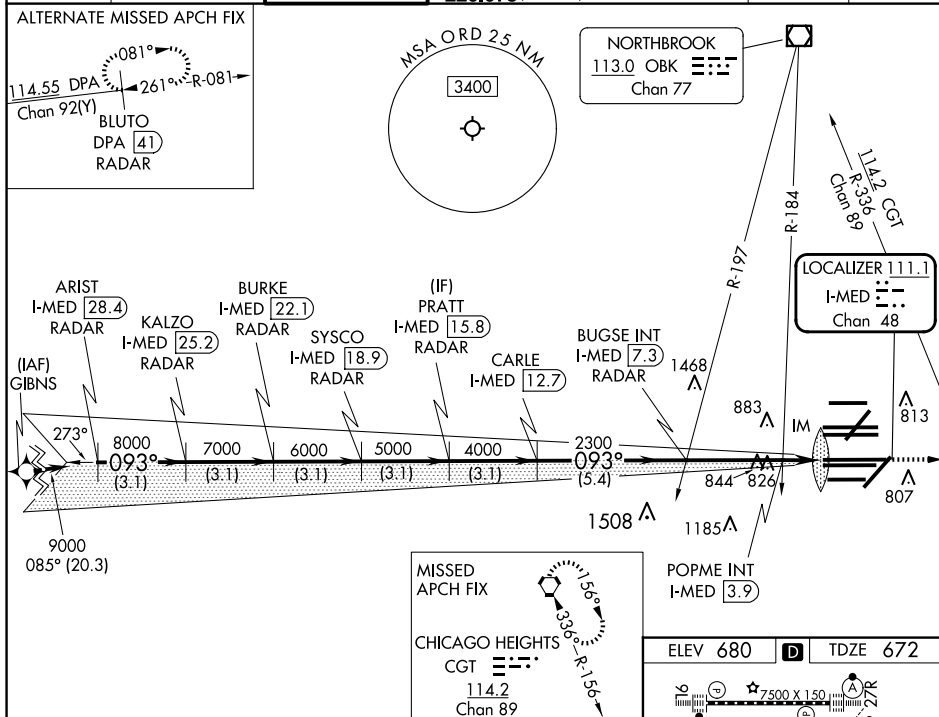 ALTERNATE MISSED APCH FIX
081°
114.55 DPA
261°
R-081
Chan 92(Y)
BLUTO
DPA 41
RADAR
MSA ORD 25 NM
3400
NORTHBROOK
113.0 OBK
Chan 77
114.2 CGT
R-336
Chan 89
R-184
R-197
LOCALIZER 111.1
I-MED
Chan 48
ARIST
I-MED 28.4
RADAR
KALZO
I-MED 25.2
RADAR
BURKE
I-MED 22.1
RADAR
SYSCO
I-MED 18.9
RADAR
(IF)
PRATT
I-MED 15.8
RADAR
CARLE
I-MED 12.7
BUGSE INT
I-MED 7.3
RADAR
1468
883
IM
813
(IAF)
GIBNS
273°
8000
093°
(3.1)
7000
(3.1)
6000
(3.1)
5000
(3.1)
4000
(3.1)
2300
093°
(5.4)
844
826
807
1508
1185
9000
085° (20.3)
POPME INT
I-MED 3.9
MISSED
APCH FIX
156°
336°
R-156
CHICAGO HEIGHTS
CGT
114.2
Chan 89
ELEV 680
D
TDZE 672
16
P
7500 X 150
A
27R
P